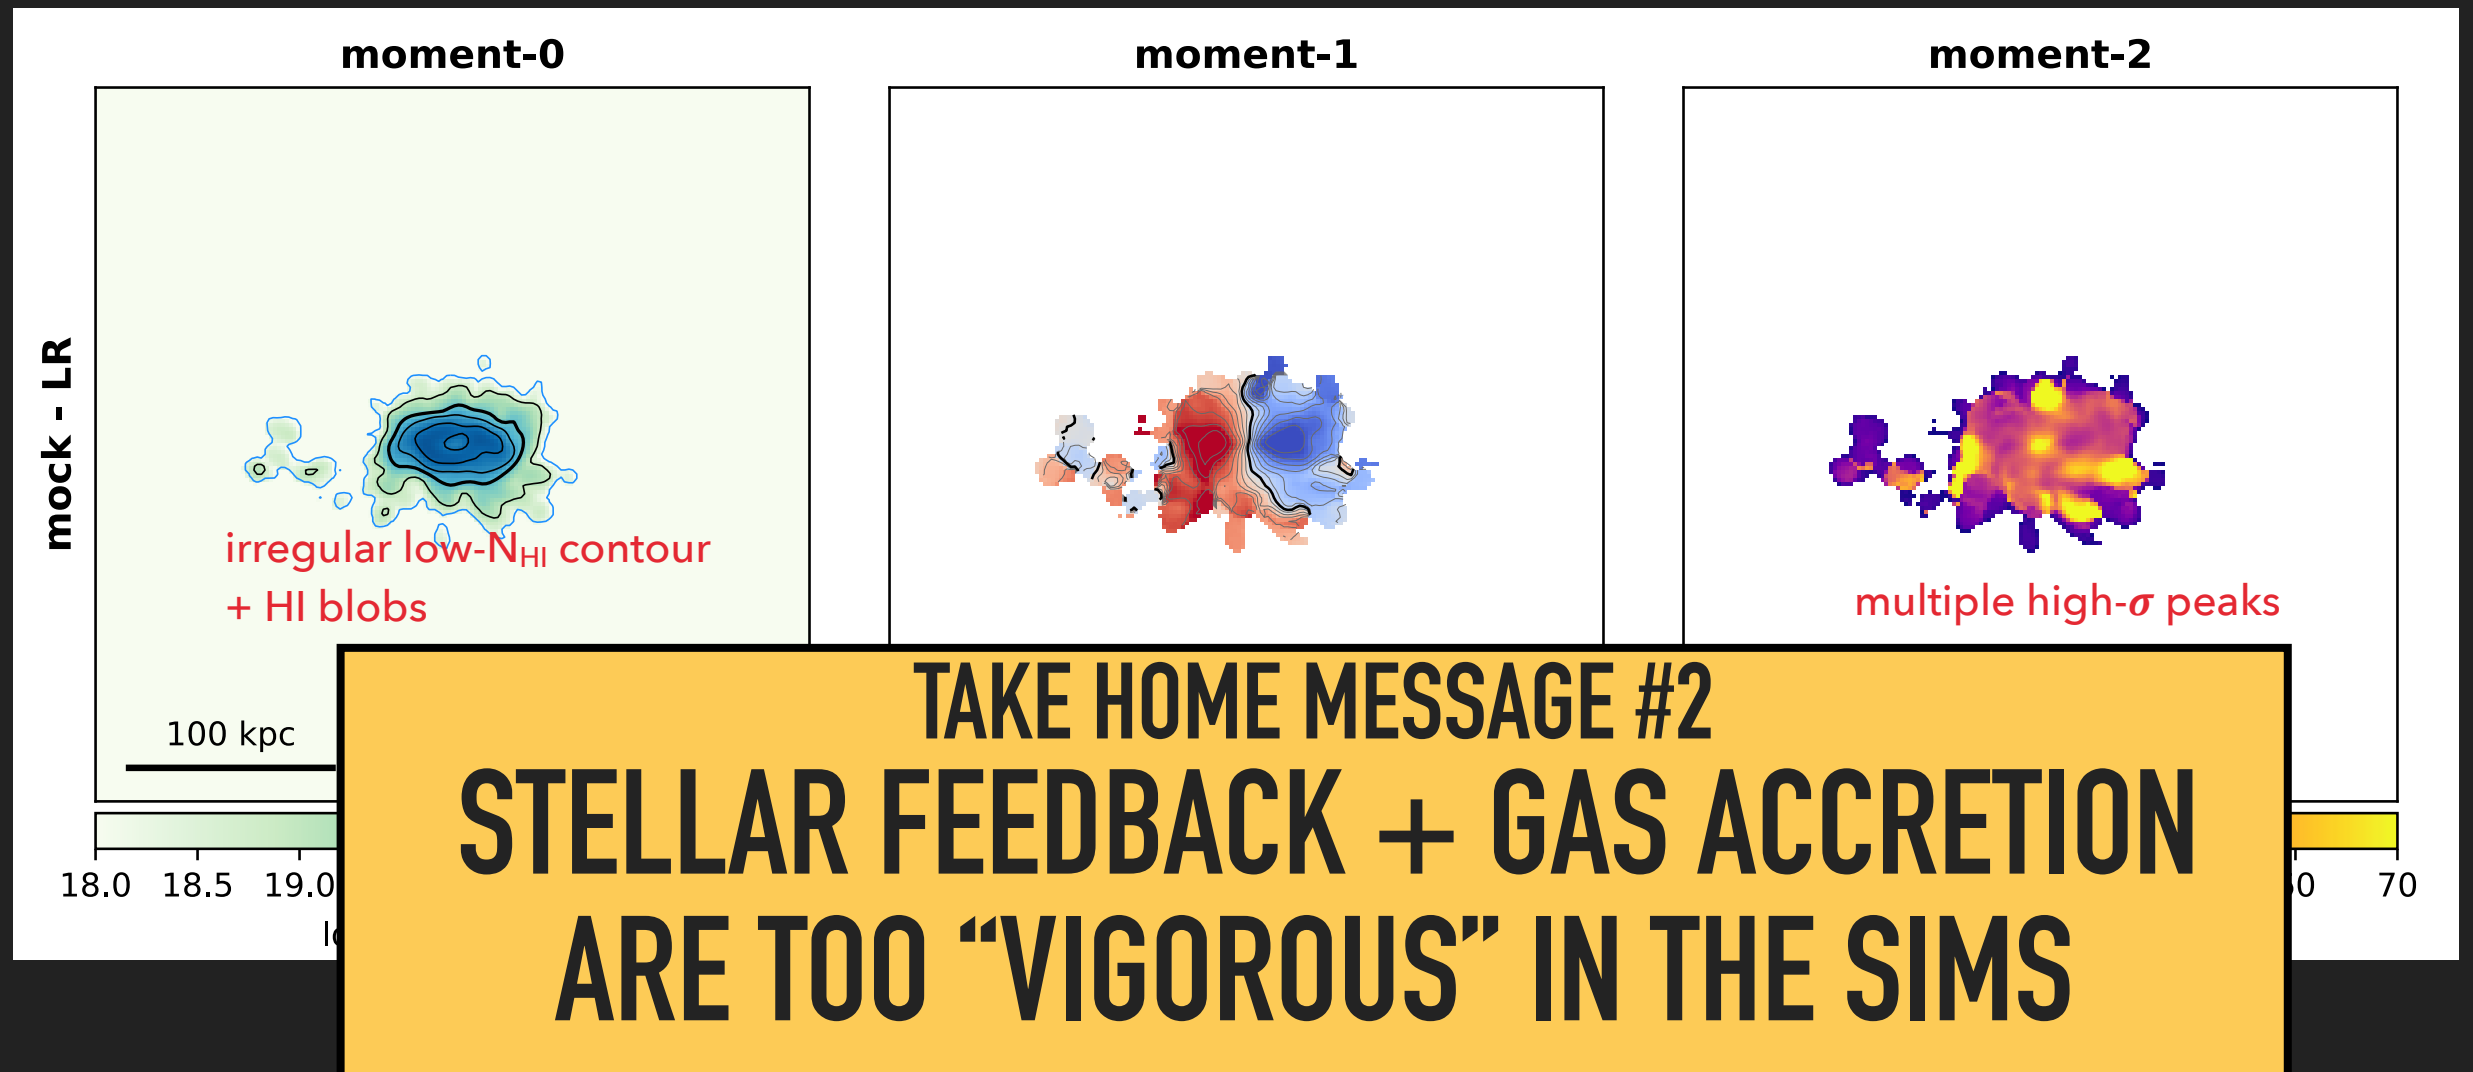 moment-0
moment-1
moment-2
mock - LR
irregular low-N_HI contour
+ HI blobs
multiple high-σ peaks
100 kpc
18.0 18.5 19.0
70
TAKE HOME MESSAGE #2
STELLAR FEEDBACK + GAS ACCRETION
ARE TOO “VIGOROUS” IN THE SIMS